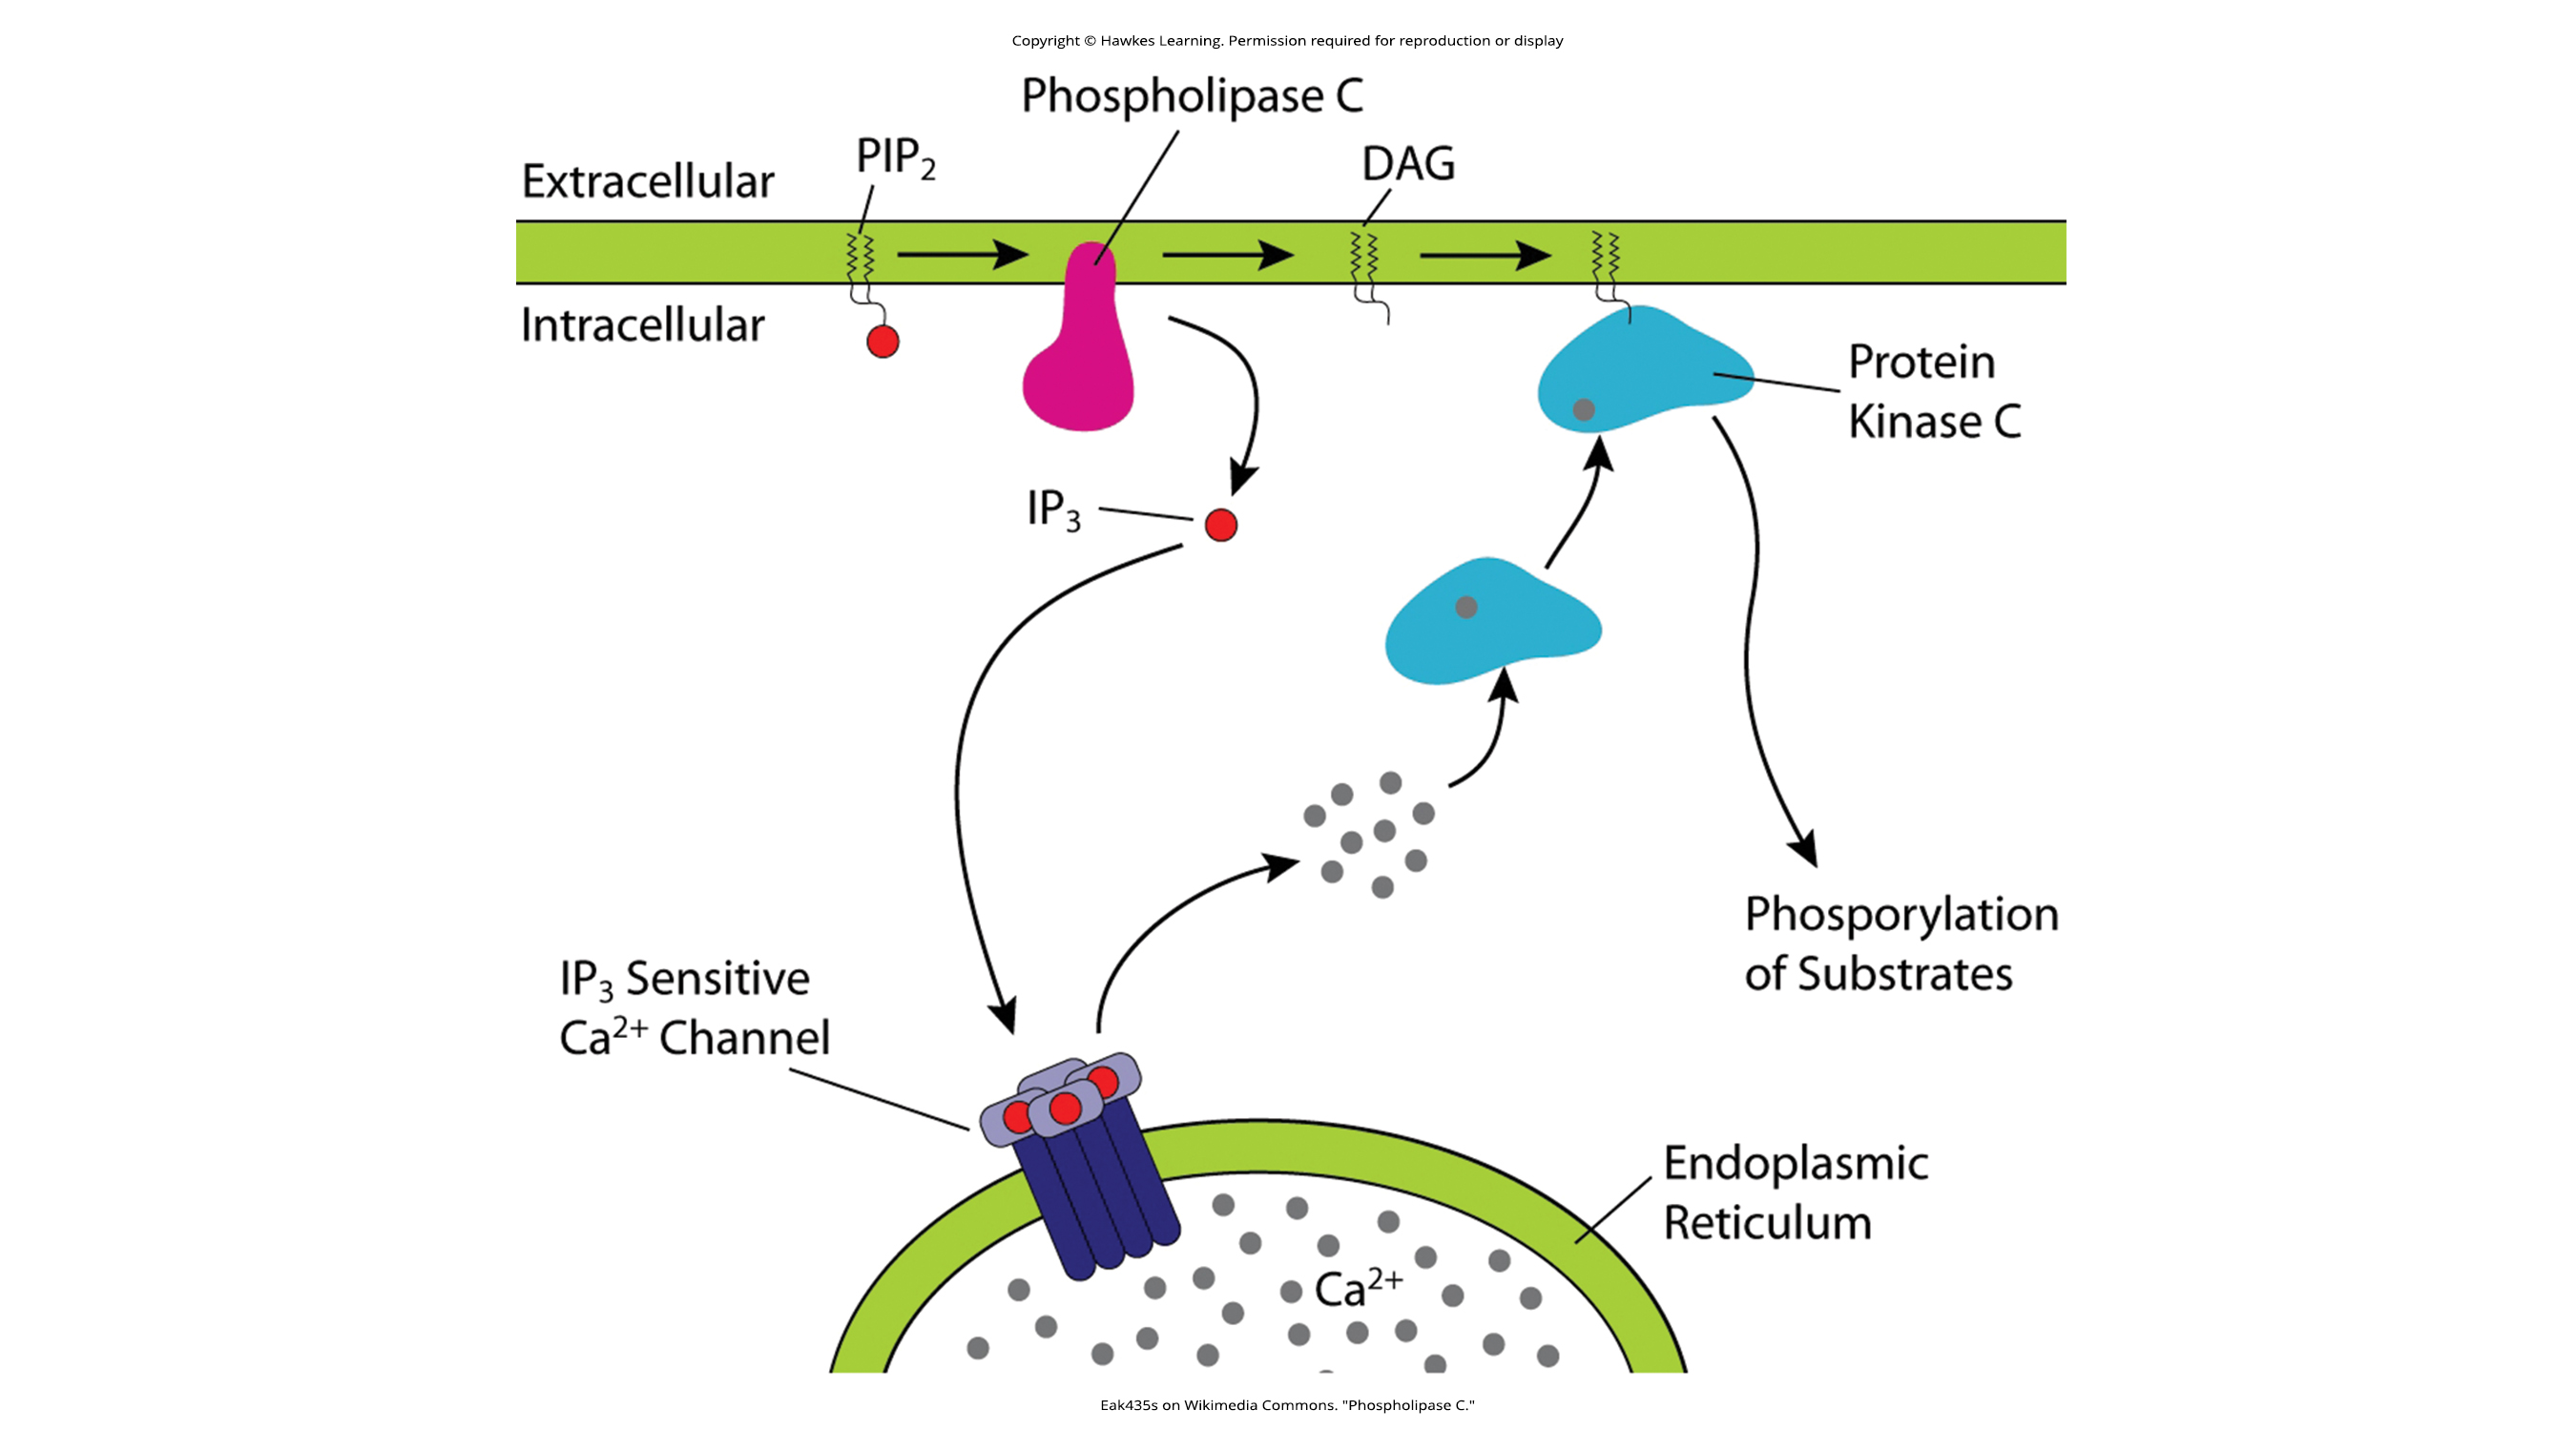 Copyright © Hawkes Learning. Permission required for reproduction or display
Phospholipase C
PIP₂
DAG
Extracellular
Intracellular
Protein
Kinase C
IP₃
Phosporylation
of Substrates
IP₃ Sensitive
Ca²⁺ Channel
Endoplasmic
Reticulum
Ca²⁺
Eak435s on Wikimedia Commons. "Phospholipase C."